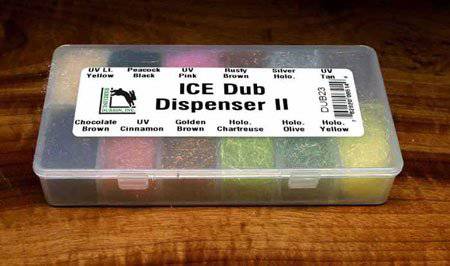 UV Lt. Peacock UV Rusty Silver UV
Yellow Black Pink Brown Holo. Tan
ICE Dub
Dispenser II
DUB23
Chocolate UV Golden Holo. Holo. Holo.
Brown Cinnamon Brown Chartreuse Olive Yellow